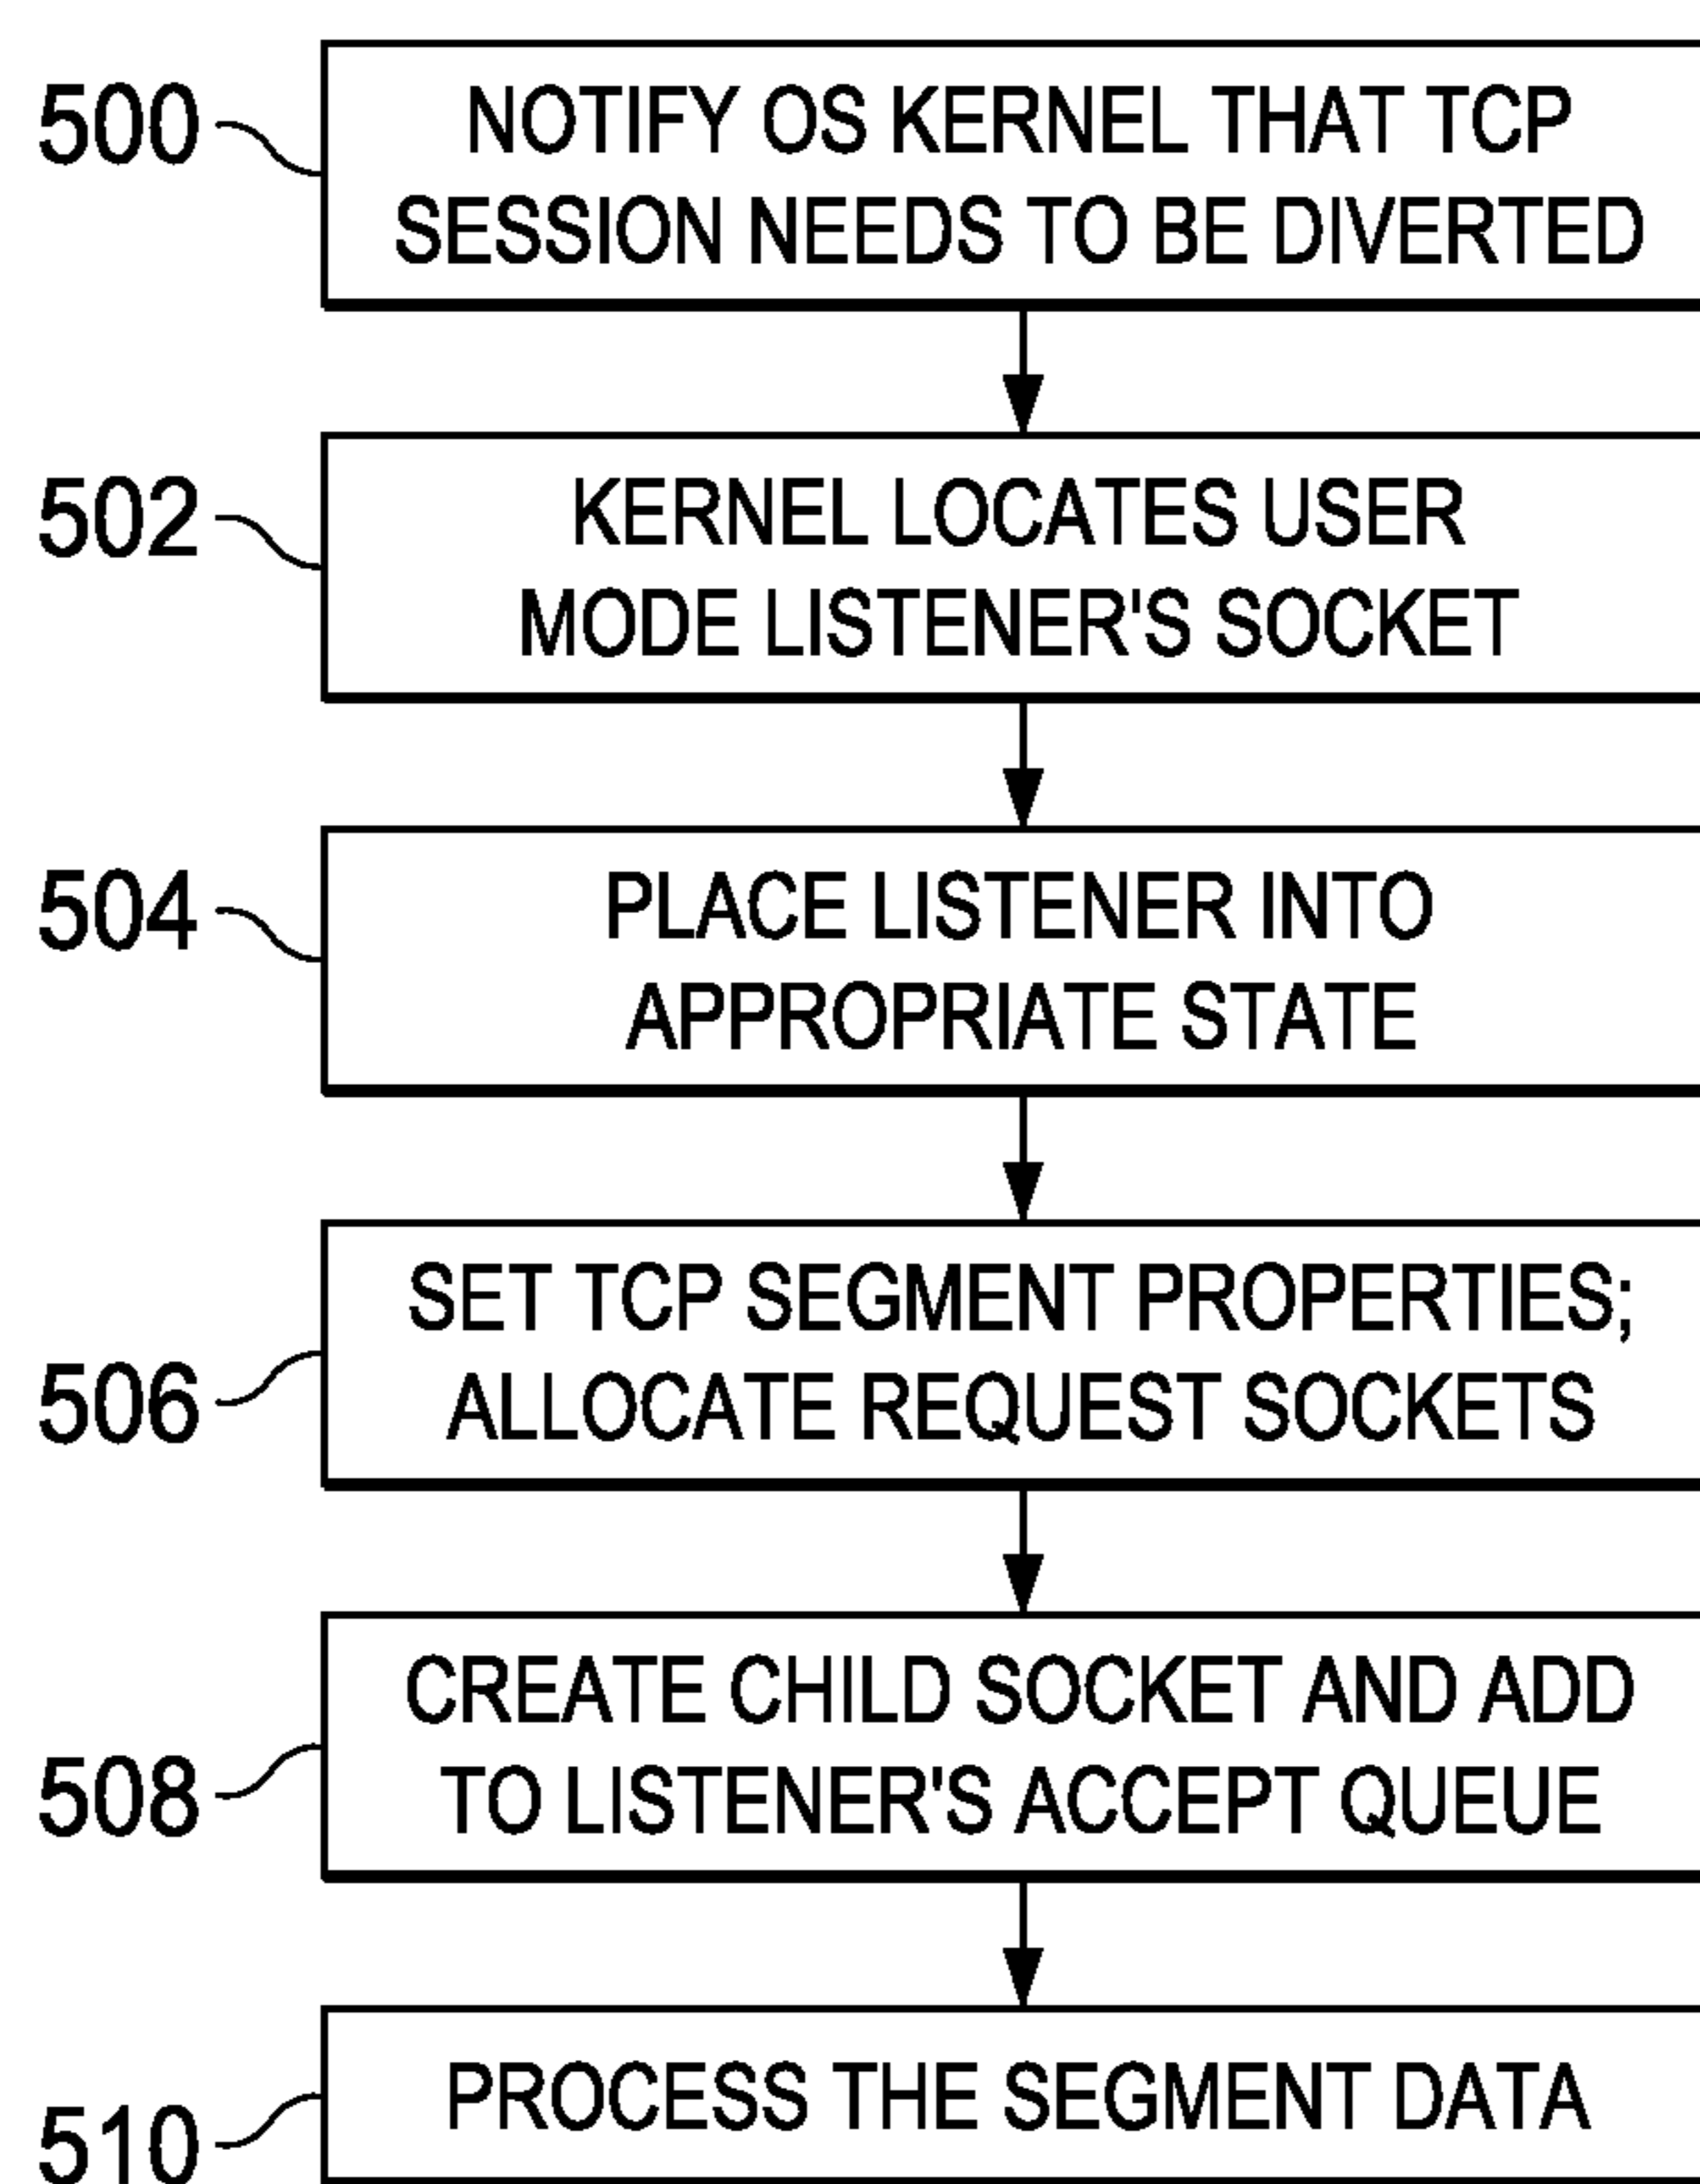 500
NOTIFY OS KERNEL THAT TCP
SESSION NEEDS TO BE DIVERTED
502
KERNEL LOCATES USER
MODE LISTENER'S SOCKET
504
PLACE LISTENER INTO
APPROPRIATE STATE
506
SET TCP SEGMENT PROPERTIES;
ALLOCATE REQUEST SOCKETS
508
CREATE CHILD SOCKET AND ADD
TO LISTENER'S ACCEPT QUEUE
510
PROCESS THE SEGMENT DATA